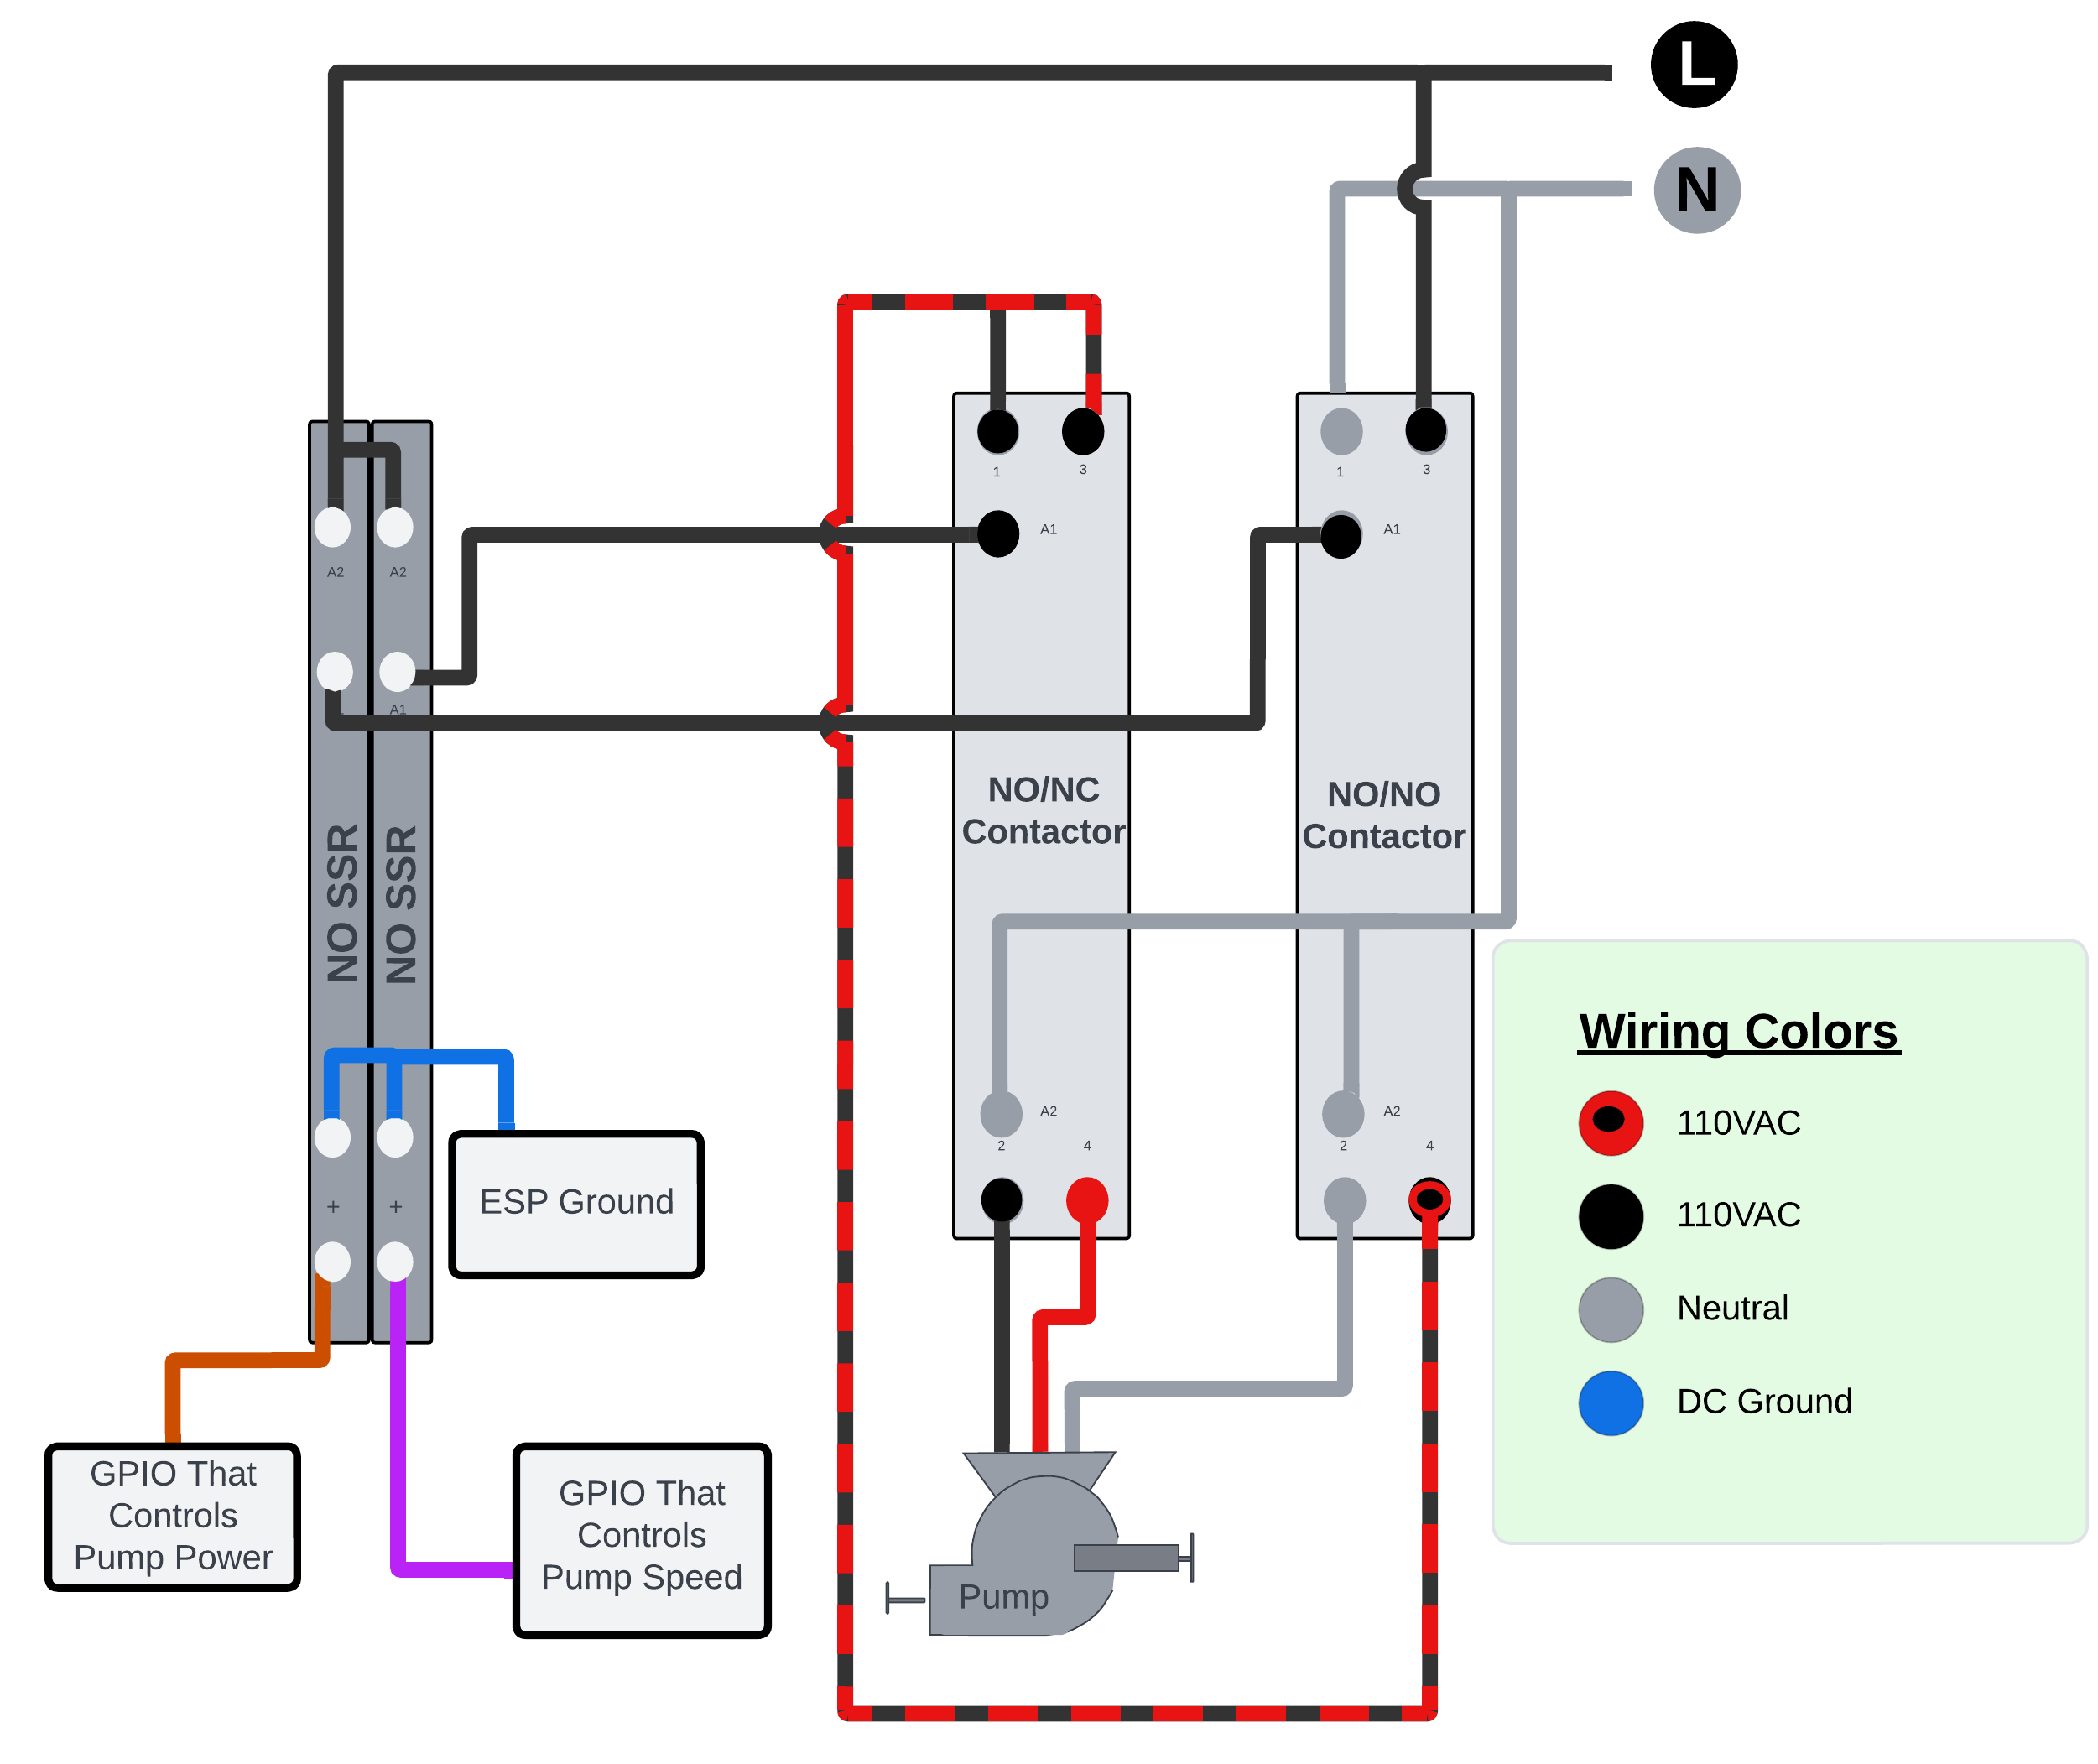 L
N
1
3
1
3
A1
A1
A2
A2
A1
NO/NC
Contactor
NO/NO
Contactor
NO SSR
NO SSR
A2
A2
2
4
2
4
+
+
ESP Ground
GPIO That
Controls
Pump Power
GPIO That
Controls
Pump Speed
Pump
Wiring Colors
110VAC
110VAC
Neutral
DC Ground